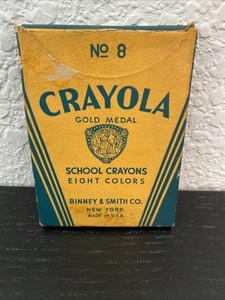 Nº 8
CRAYOLA
GOLD MEDAL
SCHOOL CRAYONS
EIGHT COLORS
BINNEY & SMITH CO.
NEW YORK
MADE IN U.S.A.